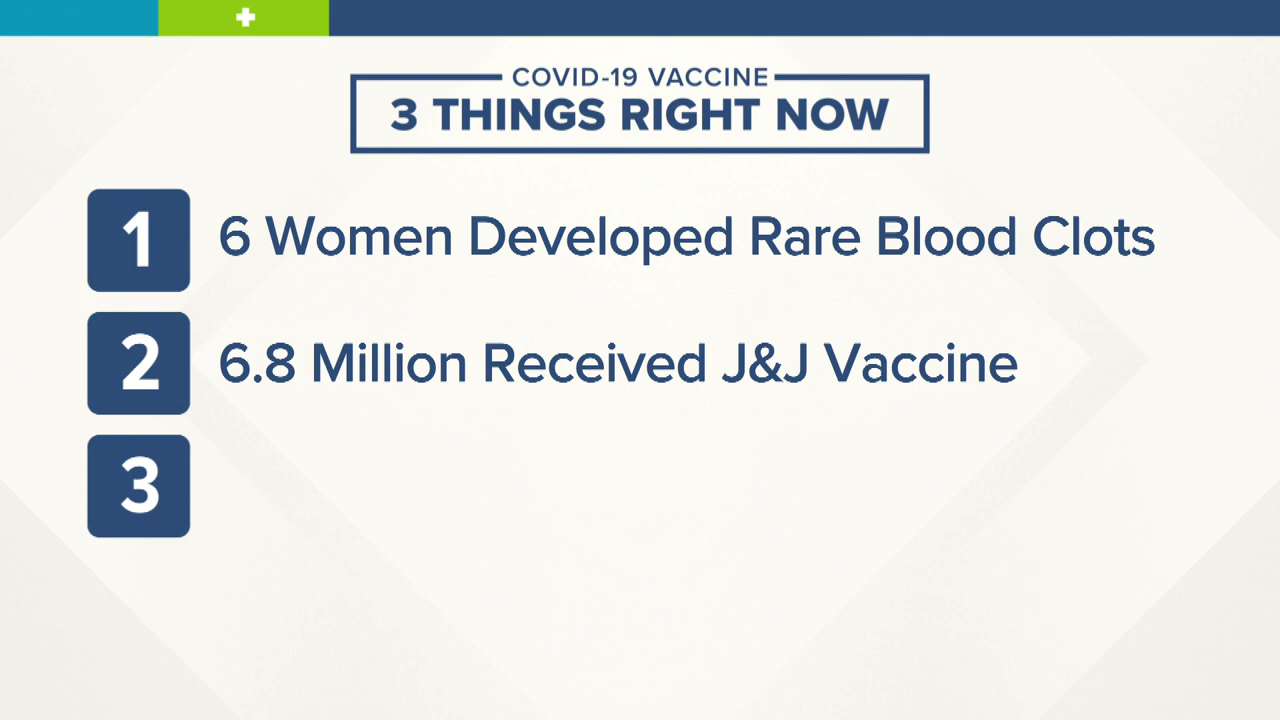 COVID-19 VACCINE
3 THINGS RIGHT NOW
1 6 Women Developed Rare Blood Clots
2 6.8 Million Received J&J Vaccine
3